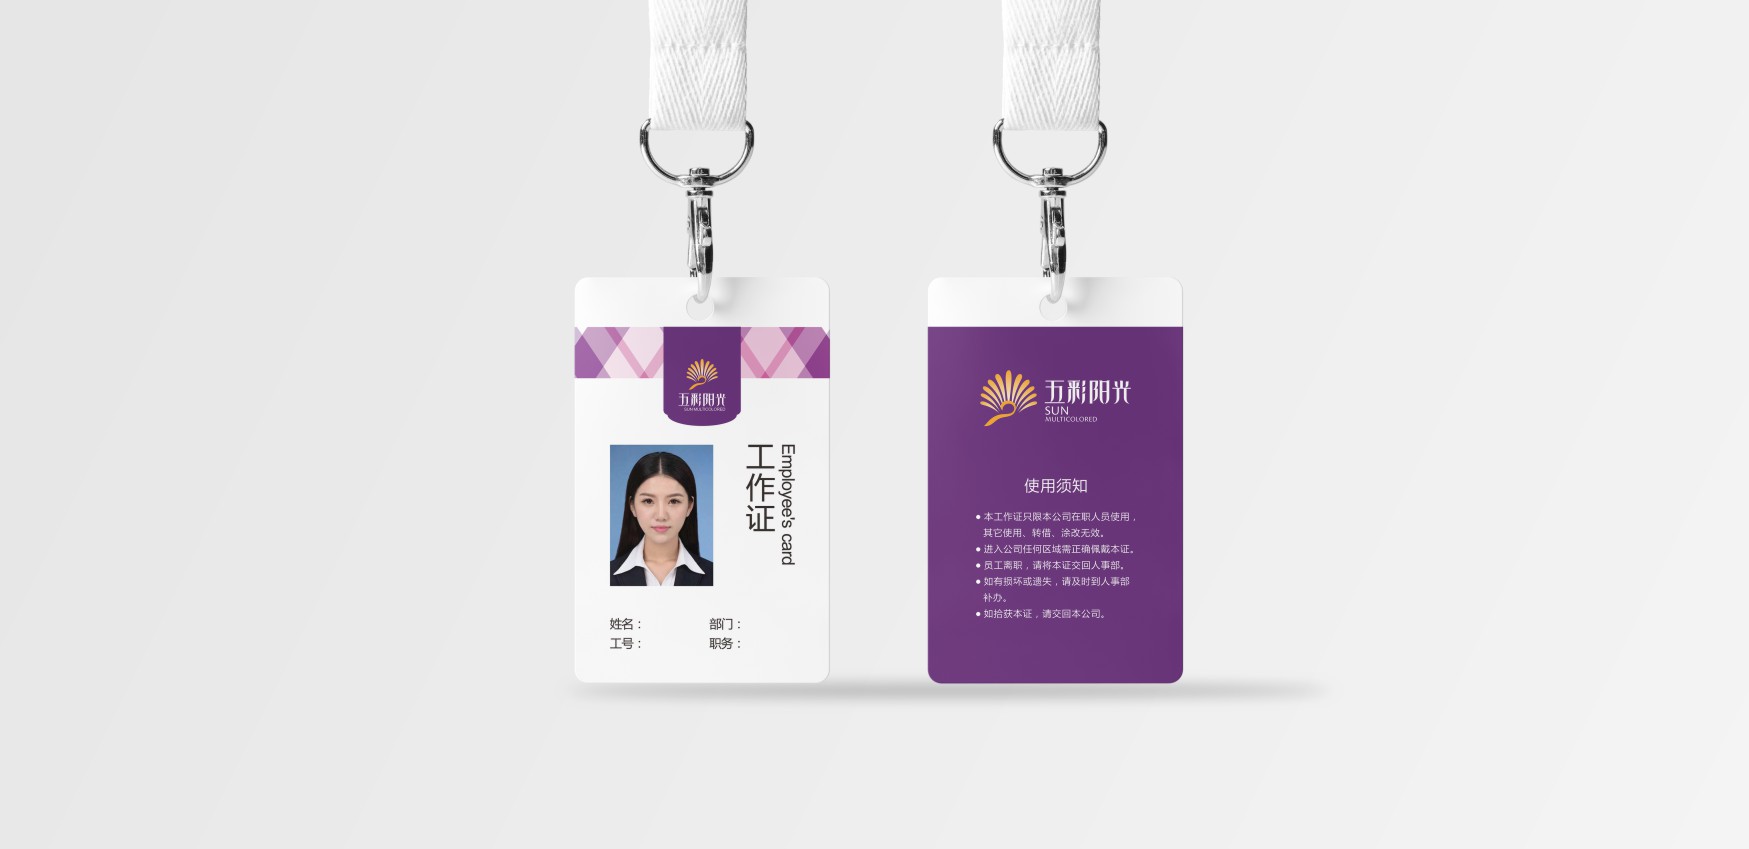 五彩阳光
SUN MULTICOLORED
工作证
Employee's card
姓名：
部门：
工号：
职务：
五彩阳光
SUN
MULTICOLORED
使用须知
● 本工作证只限本公司在职人员使用，
其它使用、转借、涂改无效。
● 进入公司任何区域需正确佩戴本证。
● 员工离职，请将本证交回人事部。
● 如有损坏或遗失，请及时到人事部
补办。
● 如拾获本证，请交回本公司。